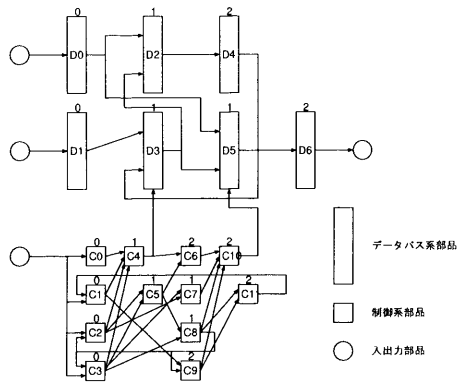 0 1 2
D0 D2 D4
0 1 1 2
D1 D3 D5 D6
0 1 2 2
C0 C4 C6 C10
0 1 1 2
C1 C5 C7 C1
0 1
C2 C8
0 2
C3 C9
データパス系部品
制御系部品
入出力部品